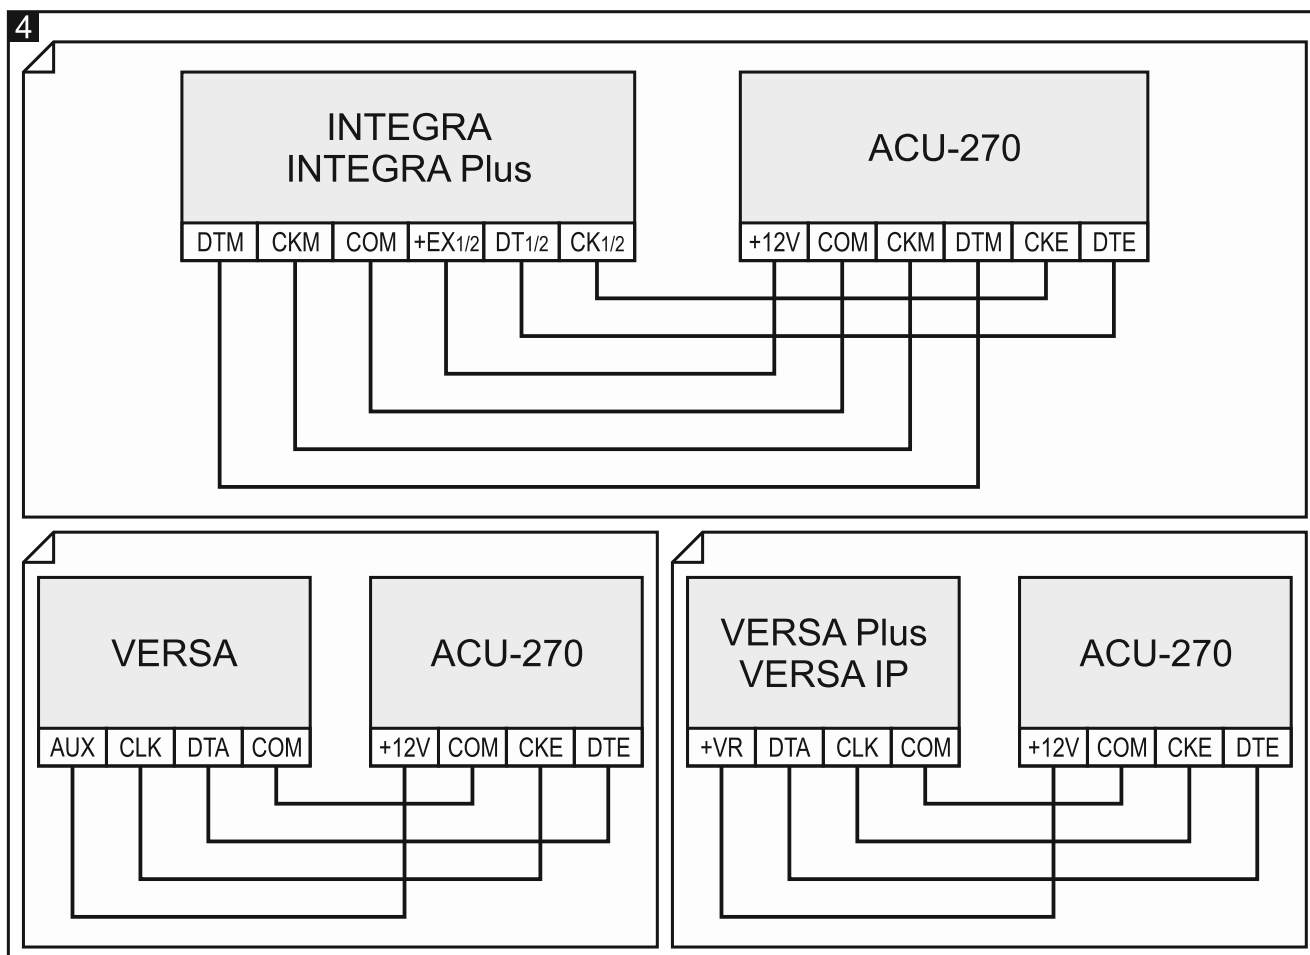 4
INTEGRA
INTEGRA Plus
DTM CKM COM +EX1/2 DT1/2 CK1/2
ACU-270
+12V COM CKM DTM CKE DTE
VERSA
AUX CLK DTA COM
ACU-270
+12V COM CKE DTE
VERSA Plus
VERSA IP
+VR DTA CLK COM
ACU-270
+12V COM CKE DTE